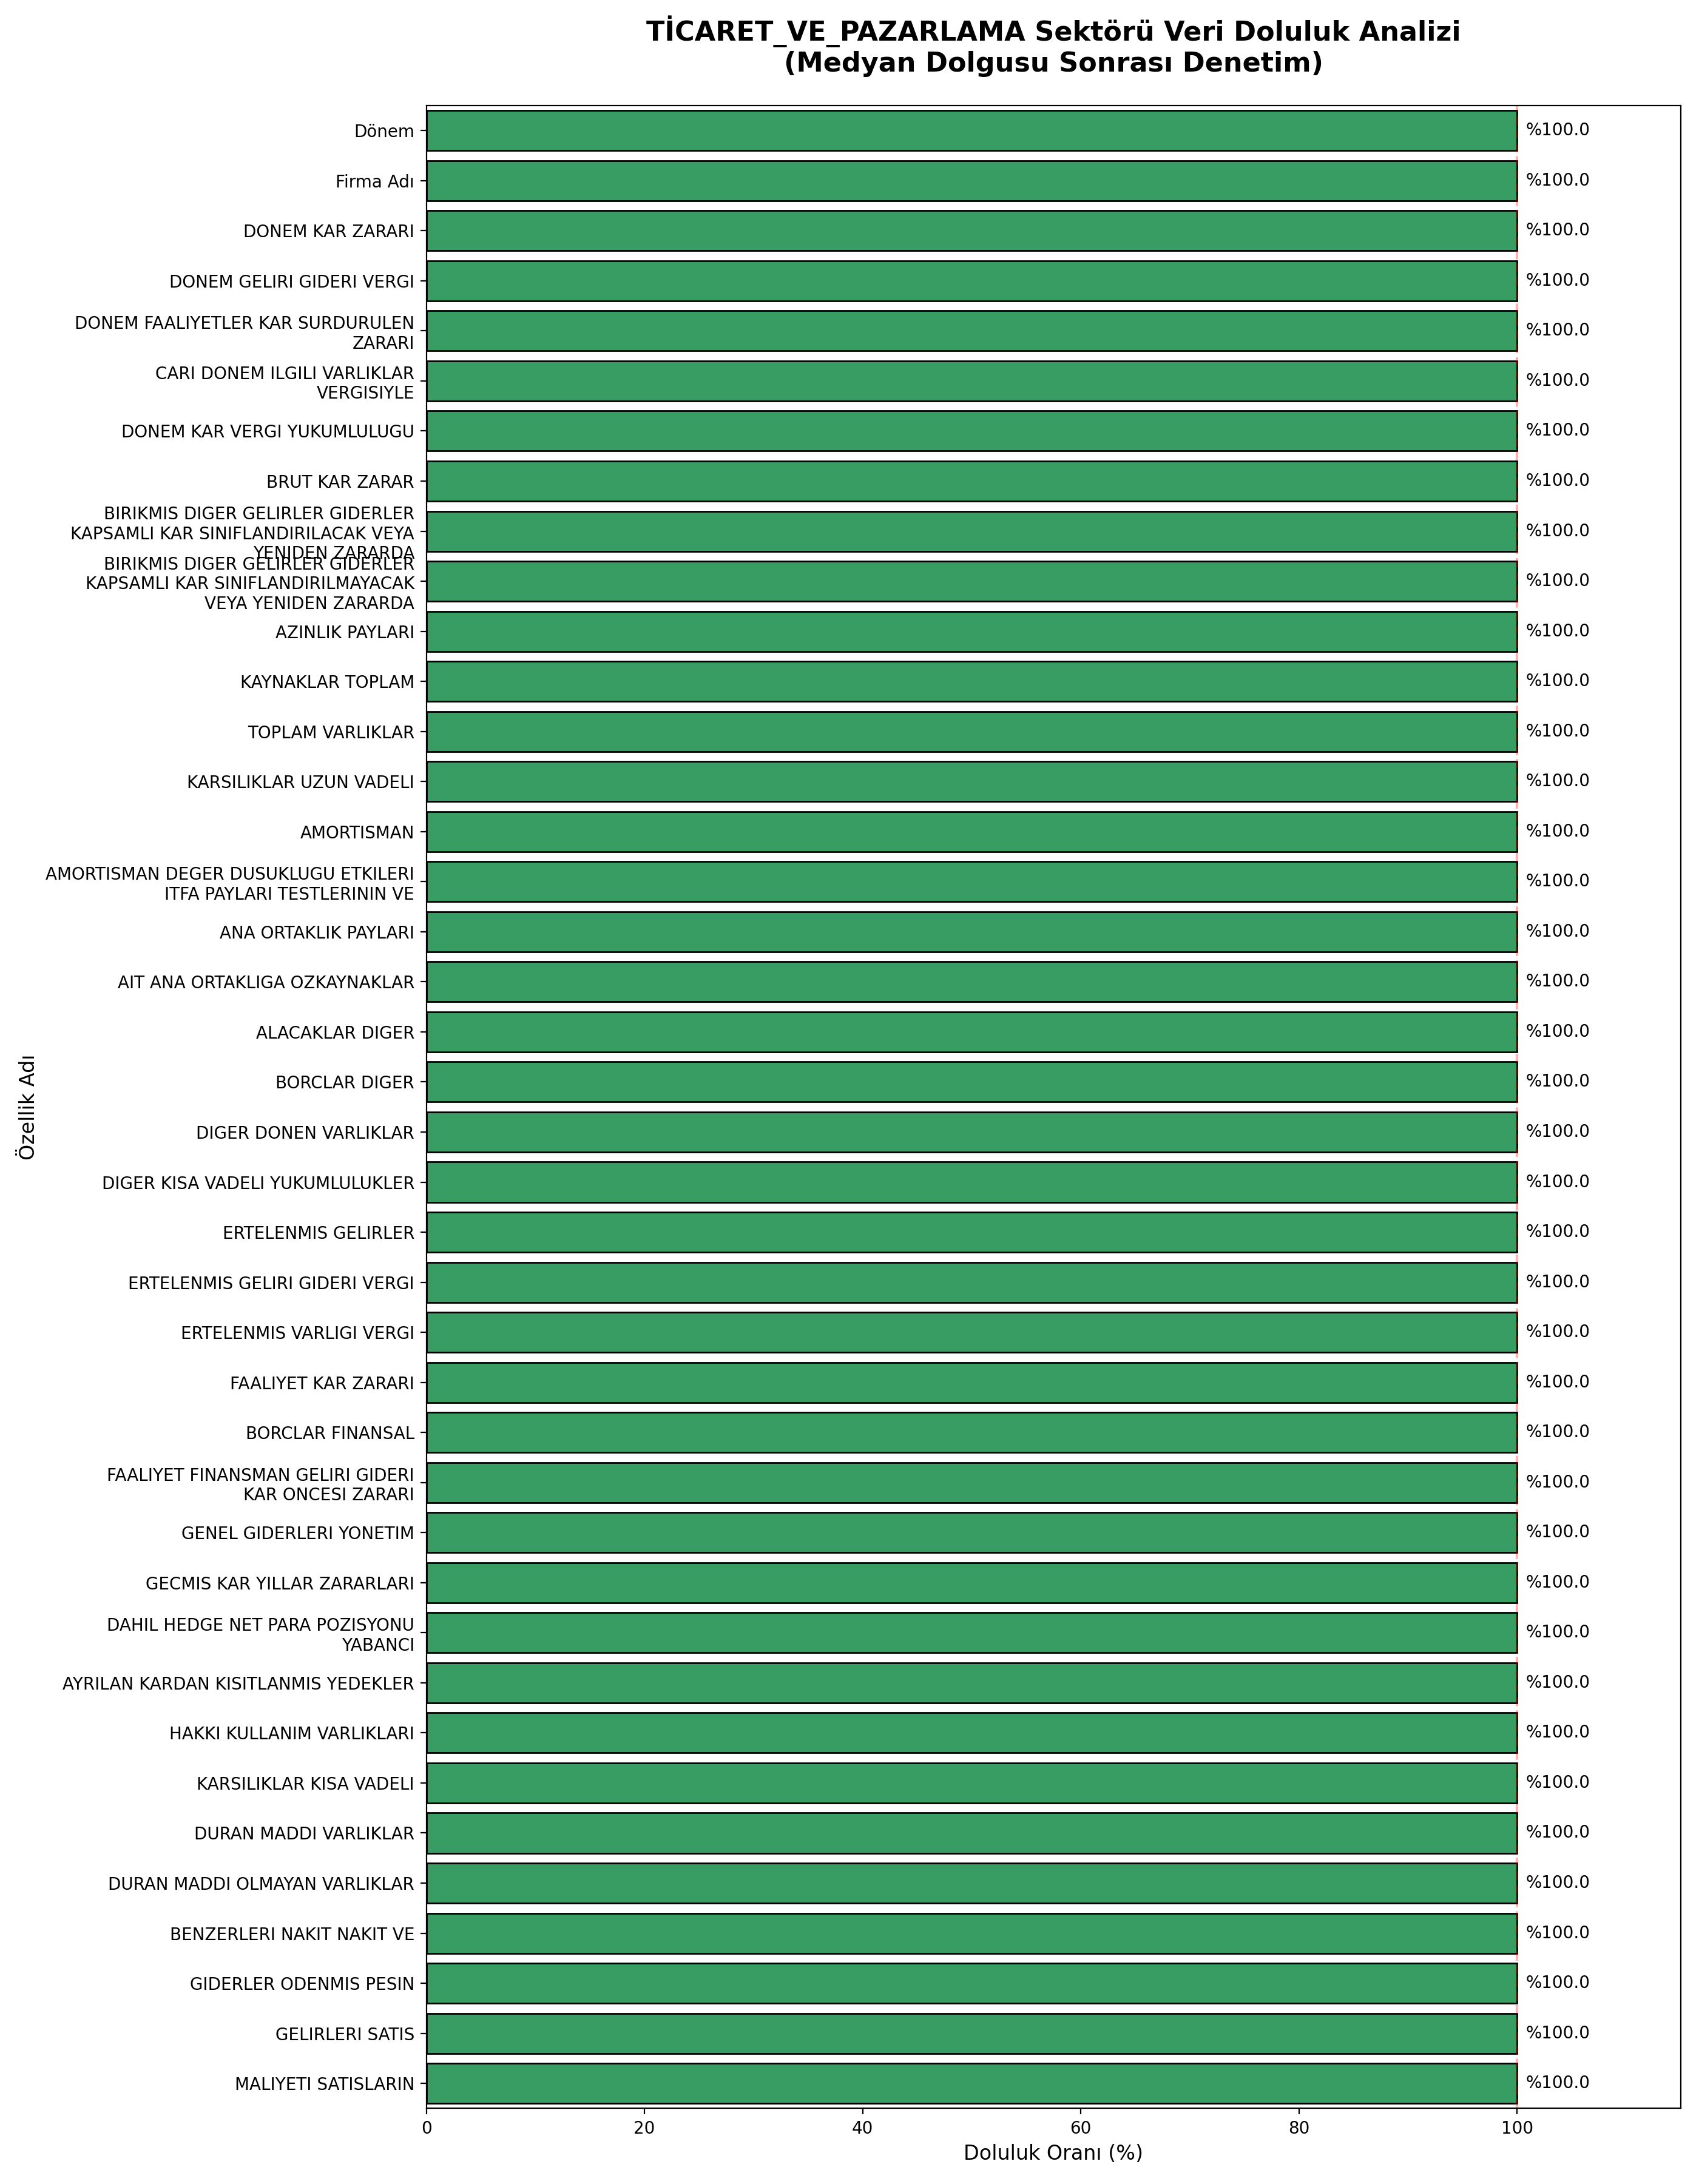 TİCARET_VE_PAZARLAMA Sektörü Veri Doluluk Analizi
(Medyan Dolgusu Sonrası Denetim)
Dönem %100.0
Firma Adı %100.0
DONEM KAR ZARARI %100.0
DONEM GELIRI GIDERI VERGI %100.0
DONEM FAALIYETLER KAR SURDURULEN
ZARARI %100.0
CARI DONEM ILGILI VARLIKLAR
VERGISIYLE %100.0
DONEM KAR VERGI YUKUMLULUGU %100.0
BRUT KAR ZARAR %100.0
BIRIKMIS DIGER GELIRLER GIDERLER
KAPSAMLI KAR SINIFLANDIRILACAK VEYA %100.0
YENIDEN ZARARDA
BIRIKMIS DIGER GELIRLER GIDERLER
KAPSAMLI KAR SINIFLANDIRILMAYACAK %100.0
VEYA YENIDEN ZARARDA
AZINLIK PAYLARI %100.0
KAYNAKLAR TOPLAM %100.0
TOPLAM VARLIKLAR %100.0
KARSILIKLAR UZUN VADELI %100.0
AMORTISMAN %100.0
AMORTISMAN DEGER DUSUKLUGU ETKILERI
ITFA PAYLARI TESTLERININ VE %100.0
ANA ORTAKLIK PAYLARI %100.0
AIT ANA ORTAKLIGA OZKAYNAKLAR %100.0
ALACAKLAR DIGER %100.0
BORCLAR DIGER %100.0
DIGER DONEN VARLIKLAR %100.0
DIGER KISA VADELI YUKUMLULUKLER %100.0
ERTELENMIS GELIRLER %100.0
ERTELENMIS GELIRI GIDERI VERGI %100.0
ERTELENMIS VARLIGI VERGI %100.0
FAALIYET KAR ZARARI %100.0
BORCLAR FINANSAL %100.0
FAALIYET FINANSMAN GELIRI GIDERI
KAR ONCESI ZARARI %100.0
GENEL GIDERLERI YONETIM %100.0
GECMIS KAR YILLAR ZARARLARI %100.0
DAHIL HEDGE NET PARA POZISYONU
YABANCI %100.0
AYRILAN KARDAN KISITLANMIS YEDEKLER %100.0
HAKKI KULLANIM VARLIKLARI %100.0
KARSILIKLAR KISA VADELI %100.0
DURAN MADDI VARLIKLAR %100.0
DURAN MADDI OLMAYAN VARLIKLAR %100.0
BENZERLERI NAKIT NAKIT VE %100.0
GIDERLER ODENMIS PESIN %100.0
GELIRLERI SATIS %100.0
MALIYETI SATISLARIN %100.0
Özellik Adı
0 20 40 60 80 100
Doluluk Oranı (%)